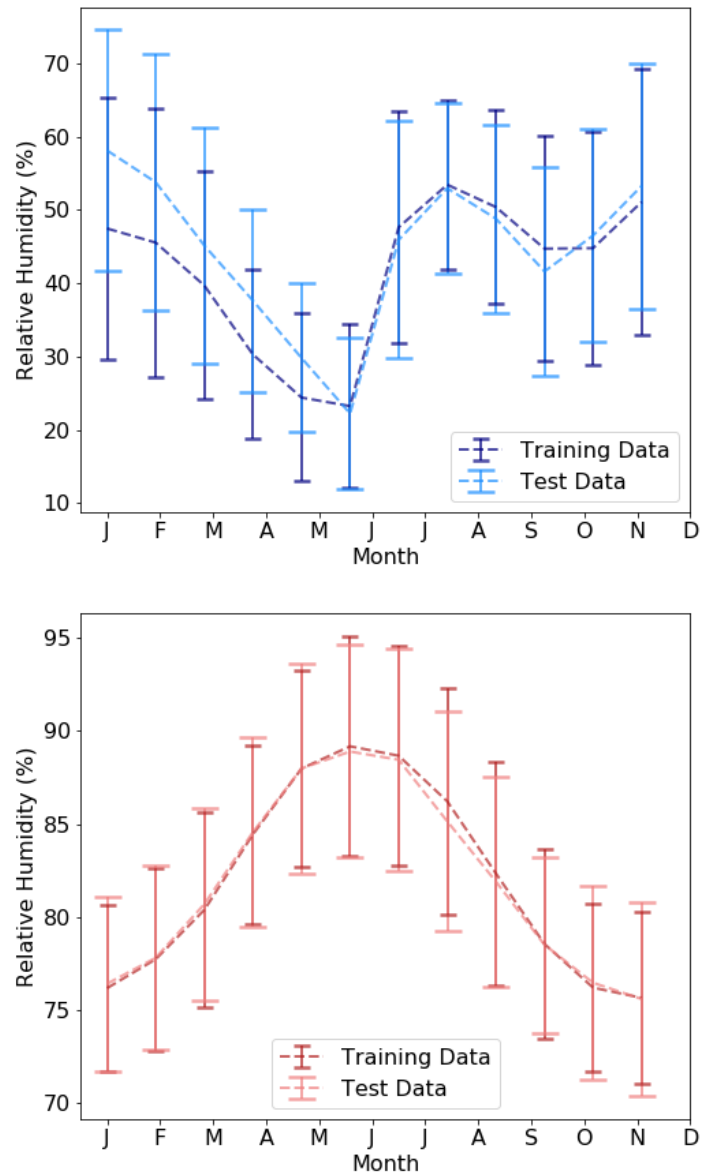 70
60
50
40
30
20
10
Relative Humidity (%)
Training Data
Test Data
J F M A M J J A S O N D
Month
95
90
85
80
75
70
Relative Humidity (%)
Training Data
Test Data
J F M A M J J A S O N D
Month